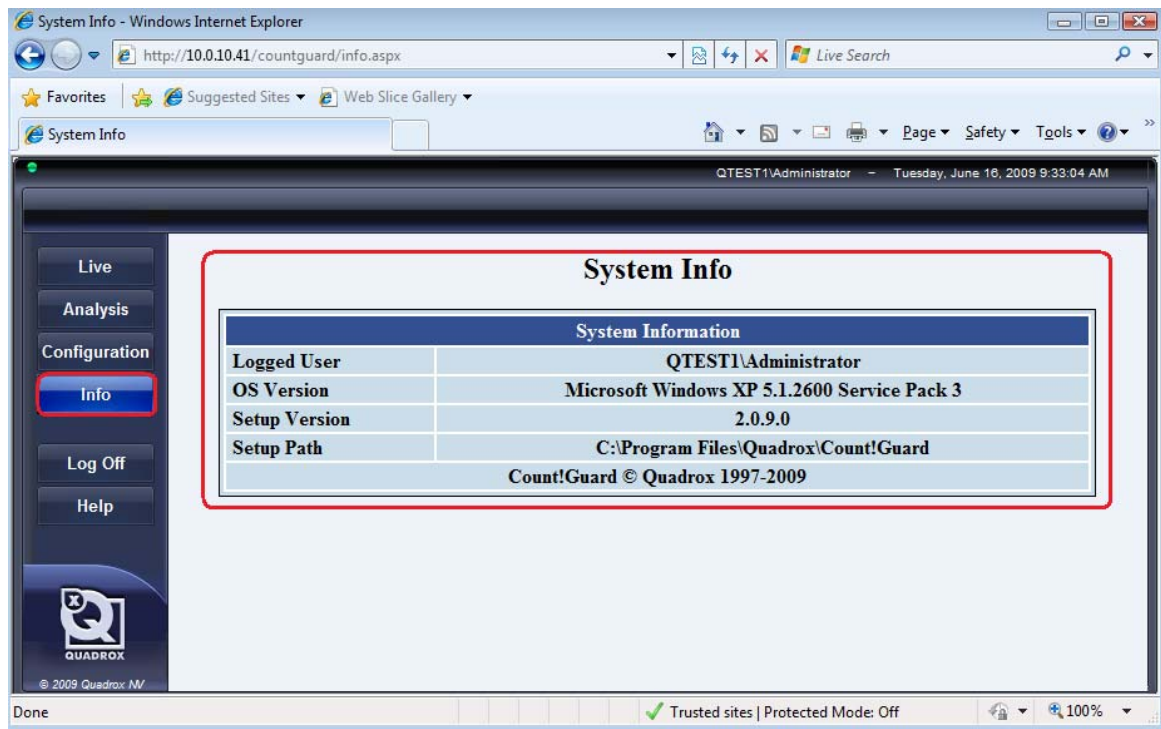 System Info - Windows Internet Explorer
http://10.0.10.41/countguard/info.aspx
Live Search
Favorites
Suggested Sites
Web Slice Gallery
System Info
Page
Safety
Tools
»
QTEST1\Administrator – Tuesday, June 16, 2009 9:33:04 AM
Live
Analysis
Configuration
Info
Log Off
Help
System Info
System Information
Logged User QTEST1\Administrator
OS Version Microsoft Windows XP 5.1.2600 Service Pack 3
Setup Version 2.0.9.0
Setup Path C:\Program Files\Quadrox\Count!Guard
Count!Guard © Quadrox 1997-2009
X
QUADROX
© 2009 Quadrox NV
Done
Trusted sites | Protected Mode: Off
100%